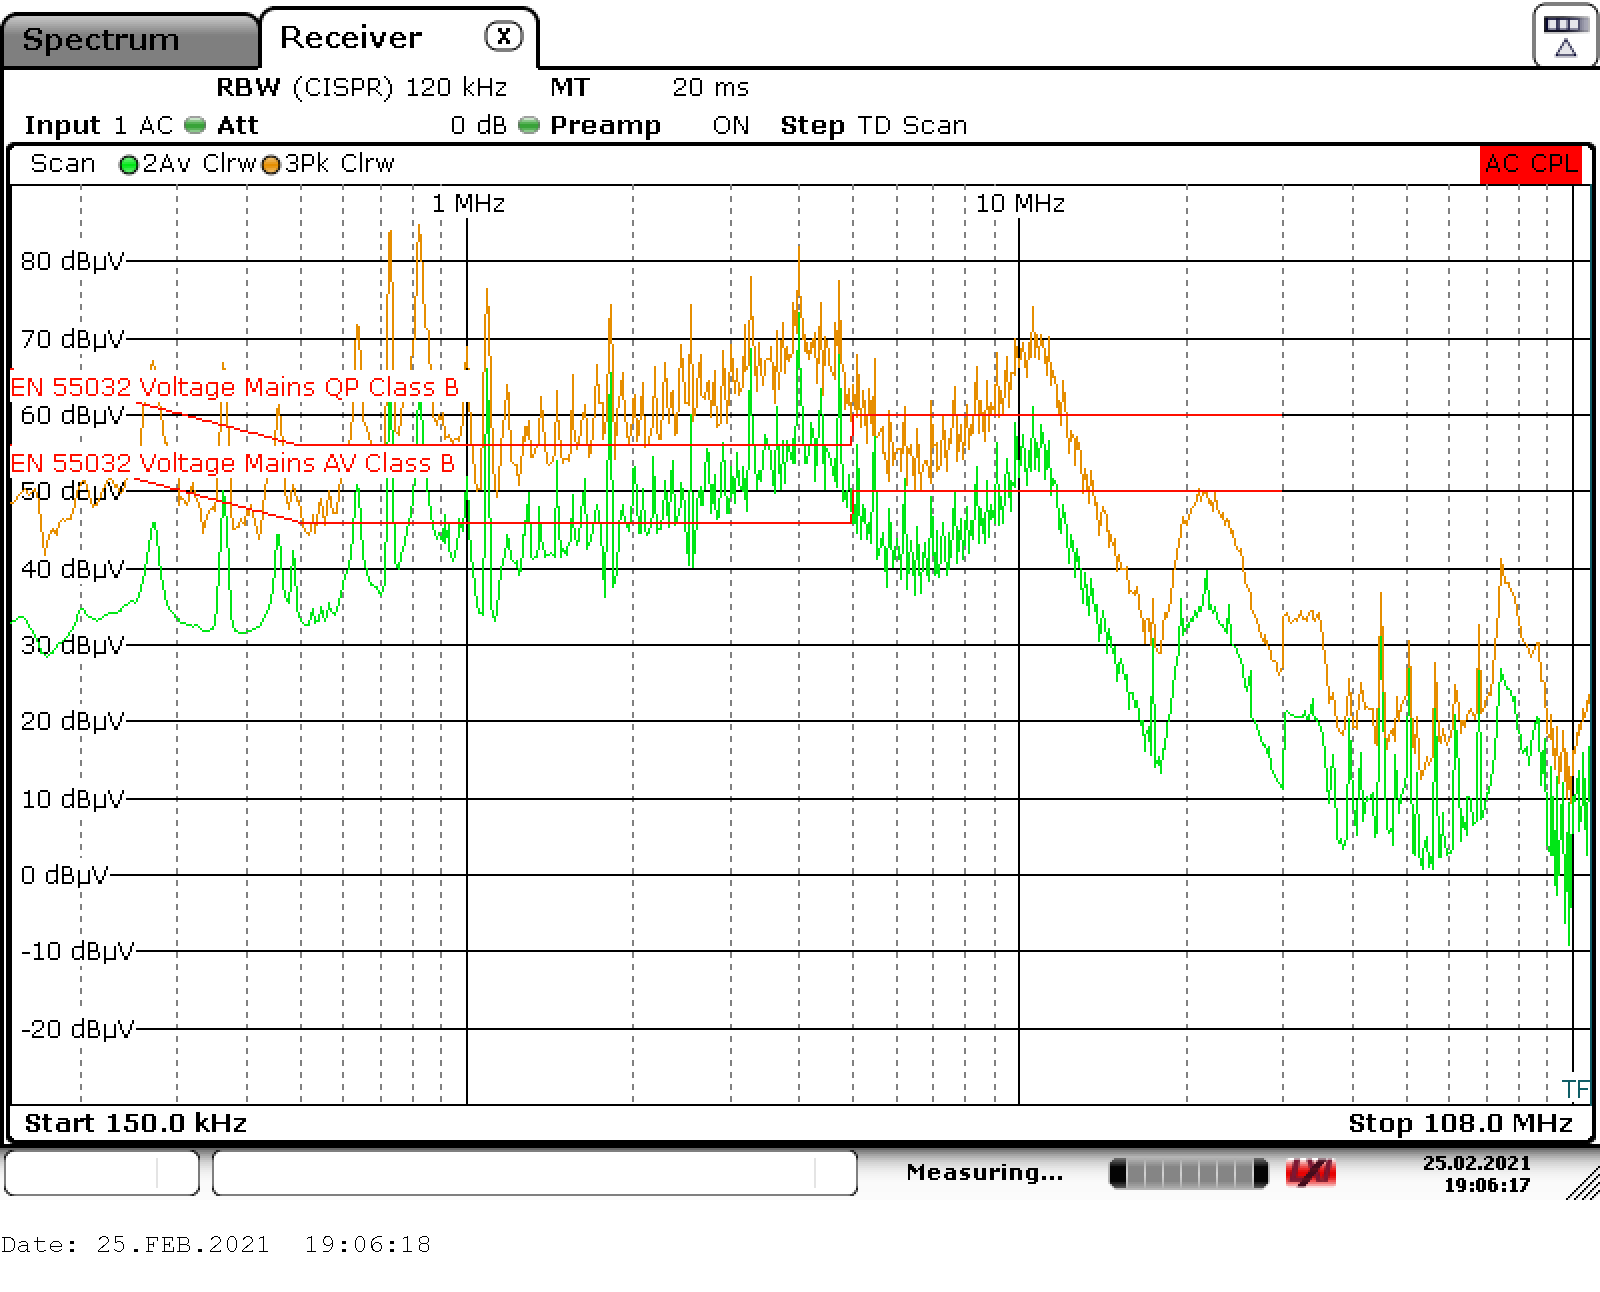 Spectrum
Receiver X
RBW (CISPR) 120 kHz MT 20 ms
Input 1 AC Att 0 dB Preamp ON Step TD Scan
Scan 2Av Clrw 3Pk Clrw AC CPL
1 MHz 10 MHz
80 dBµV
70 dBµV
EN 55032 Voltage Mains QP Class B
60 dBµV
EN 55032 Voltage Mains AV Class B
50 dBµV
40 dBµV
30 dBµV
20 dBµV
10 dBµV
0 dBµV
-10 dBµV
-20 dBµV
TF
Start 150.0 kHz Stop 108.0 MHz
Measuring... LXI 25.02.2021
19:06:17
Date: 25.FEB.2021 19:06:18